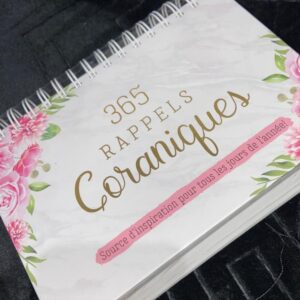 365
RAPPELS
Coraniques
Source d'inspiration pour tous les jours de l'année!